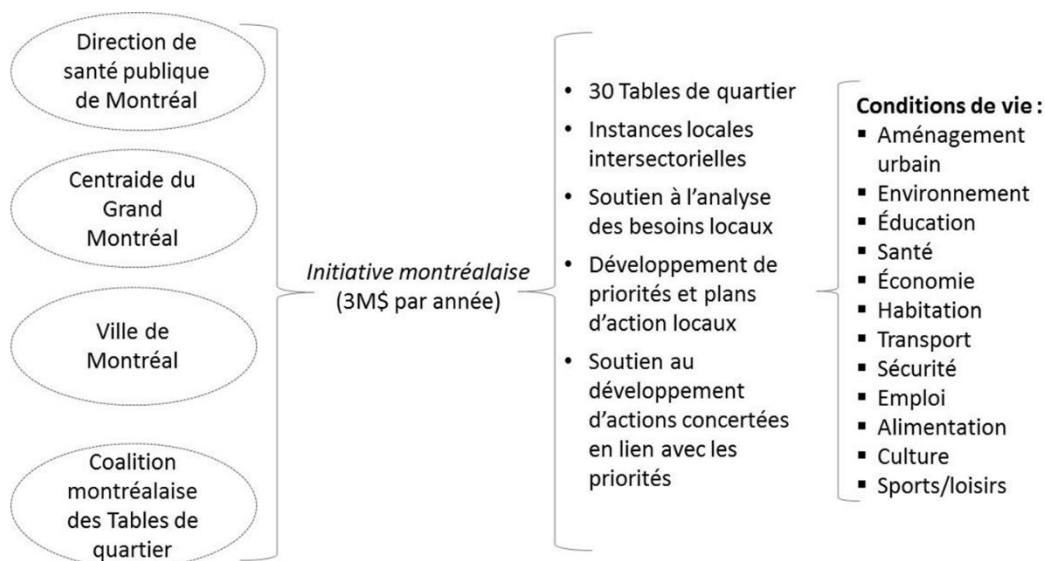 Direction de
santé publique
de Montréal
Centraide du
Grand
Montréal
Ville de
Montréal
Coalition
montréalaise
des Tables de
quartier
Initiative montréalaise
(3M$ par année)
• 30 Tables de quartier
• Instances locales
intersectorielles
• Soutien à l'analyse
des besoins locaux
• Développement de
priorités et plans
d'action locaux
• Soutien au
développement
d'actions concertées
en lien avec les
priorités
Conditions de vie :
▪ Aménagement
urbain
▪ Environnement
▪ Éducation
▪ Santé
▪ Économie
▪ Habitation
▪ Transport
▪ Sécurité
▪ Emploi
▪ Alimentation
▪ Culture
▪ Sports/loisirs